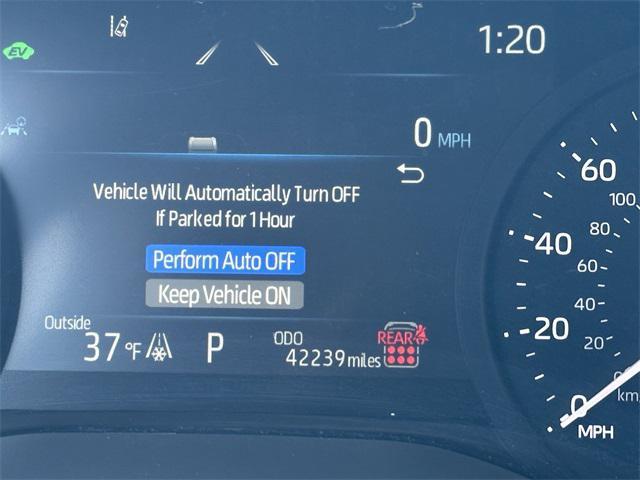 EV
1:20
0 MPH
Vehicle Will Automatically Turn OFF
If Parked for 1 Hour
Perform Auto OFF
Keep Vehicle ON
Outside
37 °F
P
ODO
42239 miles
REAR
60
100
80
40
60
40
20
20
0
MPH